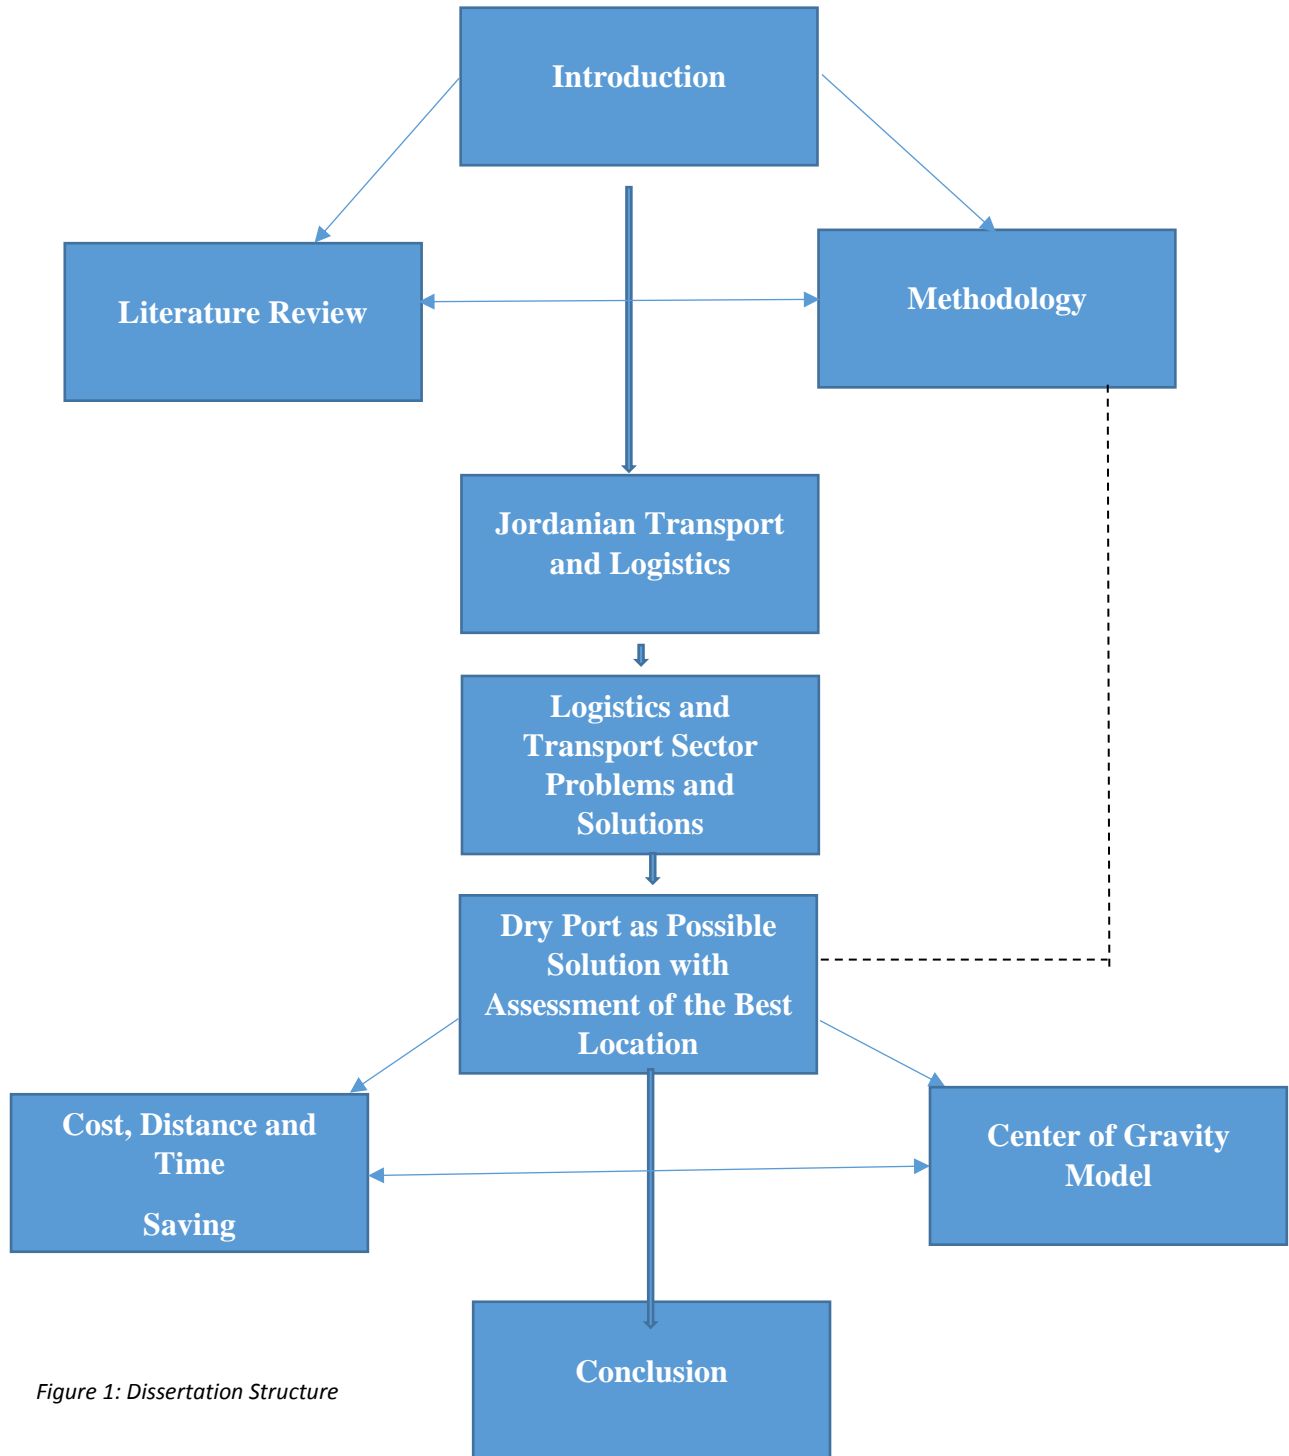 Introduction
Literature Review
Methodology
Jordanian Transport
and Logistics
Logistics and
Transport Sector
Problems and
Solutions
Dry Port as Possible
Solution with
Assessment of the Best
Location
Cost, Distance and
Time
Saving
Center of Gravity
Model
Conclusion
Figure 1: Dissertation Structure